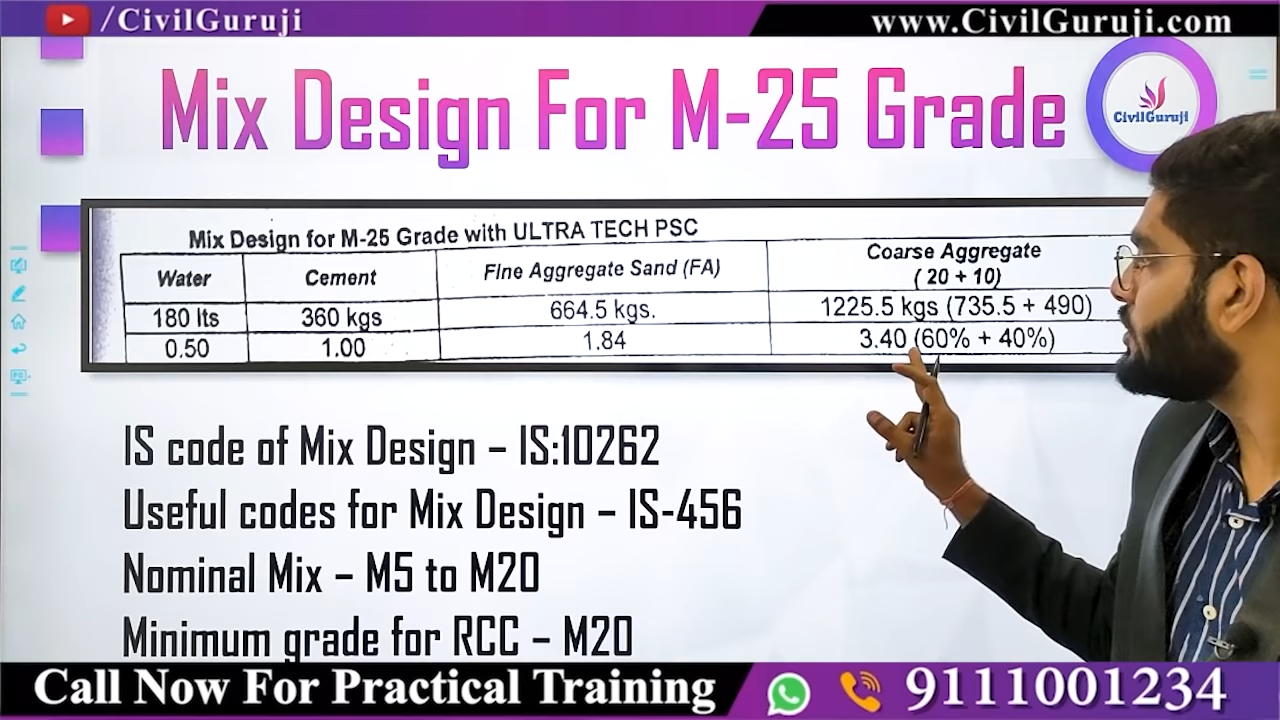 /CivilGuruji
www.CivilGuruji.com
Mix Design For M-25 Grade
CivilGuruji
Mix Design for M-25 Grade with ULTRA TECH PSC
Water Cement Fine Aggregate Sand (FA) Coarse Aggregate
( 20 + 10)
180 lts 360 kgs 664.5 kgs. 1225.5 kgs (735.5 + 490)
0.50 1.00 1.84 3.40 (60% + 40%)
IS code of Mix Design – IS:10262
Useful codes for Mix Design – IS-456
Nominal Mix – M5 to M20
Minimum grade for RCC – M20
Call Now For Practical Training
9111001234